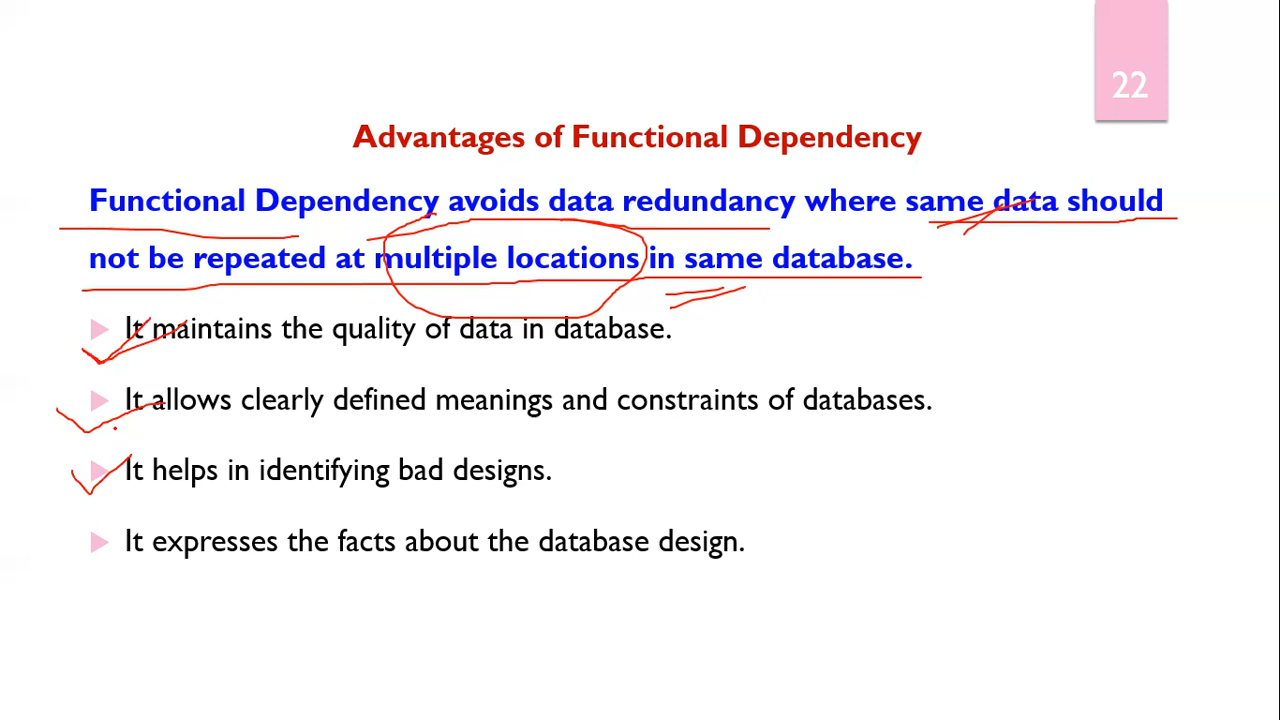 22
Advantages of Functional Dependency
Functional Dependency avoids data redundancy where same data should
not be repeated at multiple locations in same database.
It maintains the quality of data in database.
It allows clearly defined meanings and constraints of databases.
It helps in identifying bad designs.
It expresses the facts about the database design.